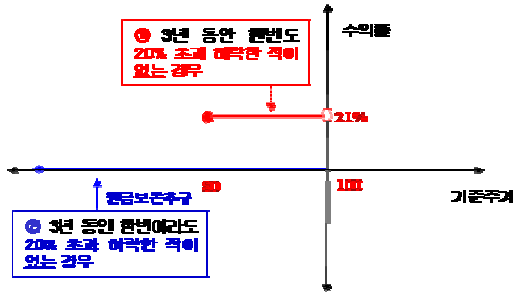 ❶ 3년 동안 한번도
20% 초과 하락한 적이
없는 경우
수익률
21%
80
100
기준주가
원금보존추구
❷ 3년 동안 한번이라도
20% 초과 하락한 적이
있는 경우